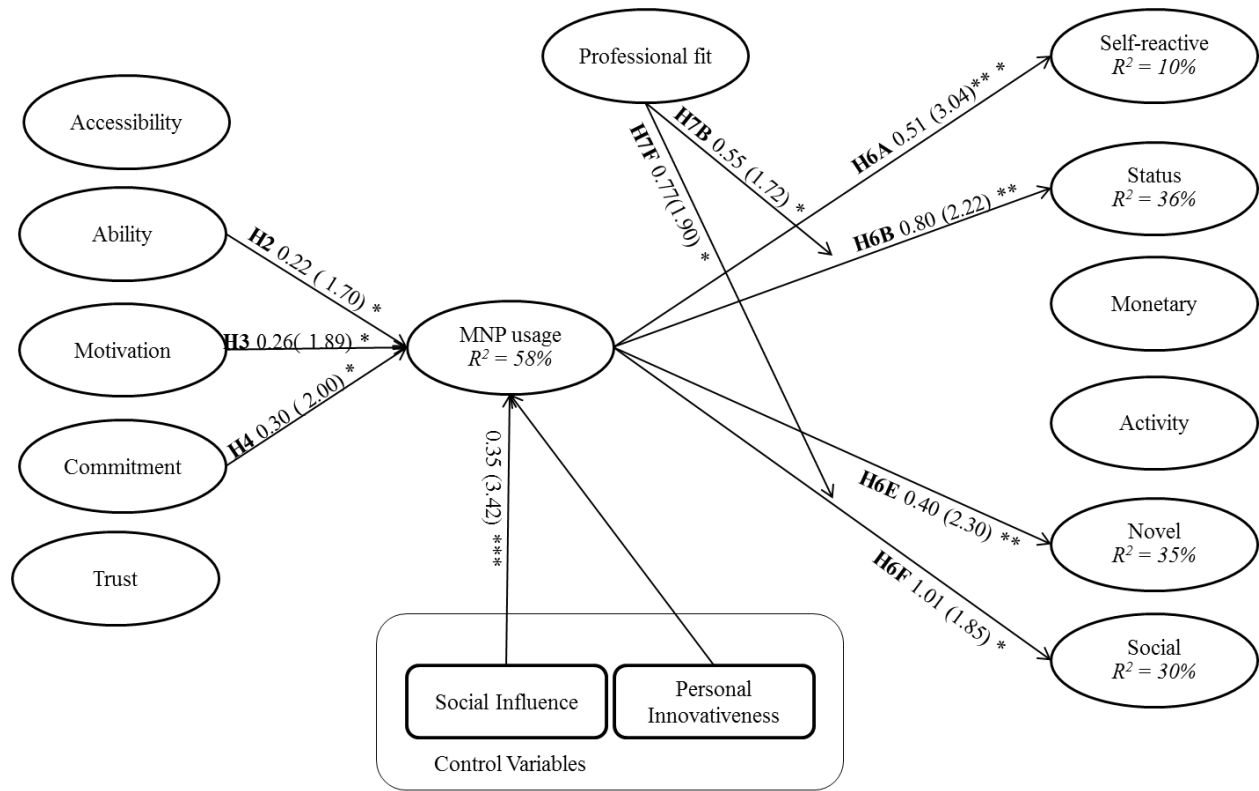 Professional fit
Self-reactive
R² = 10%
Accessibility
H7B 0.55 (1.72) *
H7F 0.77(1.90) *
H6A 0.51 (3.04)** *
Status
R² = 36%
Ability
H2 0.22 ( 1.70) *
H6B 0.80 (2.22) **
Monetary
Motivation
H3 0.26( 1.89) *
MNP usage
R² = 58%
Activity
Commitment
H4 0.30 ( 2.00) *
0.35 (3.42) ***
H6E 0.40 (2.30) **
Novel
R² = 35%
Trust
H6F 1.01 (1.85) *
Social
R² = 30%
Social Influence
Personal
Innovativeness
Control Variables